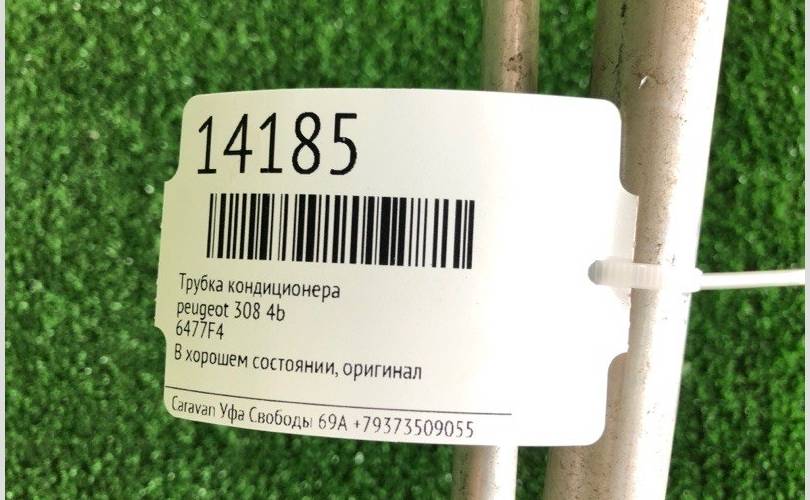 14185
Трубка кондиционера
peugeot 308 4b
6477F4
В хорошем состоянии, оригинал
Caravan Уфа Свободы 69А +79373509055